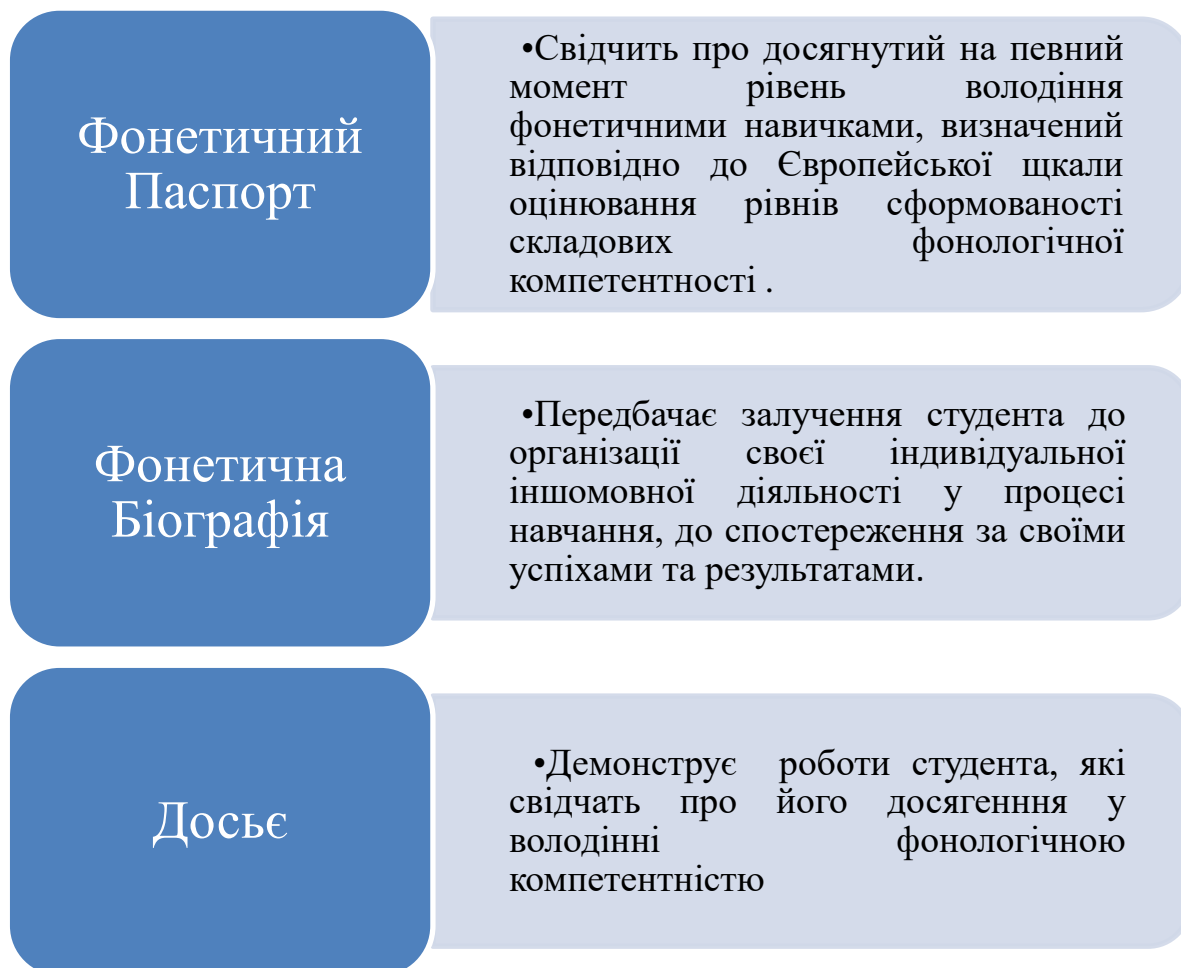 Фонетичний
Паспорт
•Свідчить про досягнутий на певний
момент рівень володіння
фонетичними навичками, визначений
відповідно до Європейської щкали
оцінювання рівнів сформованості
складових фонологічної
компетентності .
Фонетична
Біографія
•Передбачає залучення студента до
організації своєї індивідуальної
іншомовної діяльності у процесі
навчання, до спостереження за своїми
успіхами та результатами.
Досьє
•Демонструє роботи студента, які
свідчать про його досягенння у
володінні фонологічною
компетентністю